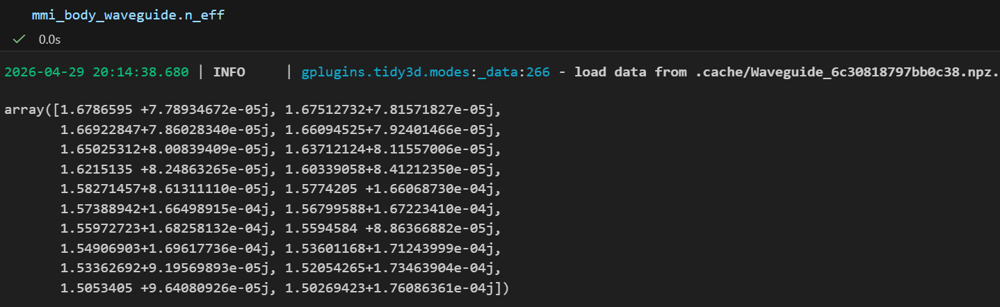 mmi_body_waveguide.n_eff
✓ 0.0s
2026-04-29 20:14:38.680 | INFO     | gplugins.tidy3d.modes:_data:266 - load data from .cache/Waveguide_6c30818797bb0c38.npz.
array([1.6786595 +7.78934672e-05j, 1.67512732+7.81571827e-05j,
       1.66922847+7.86028340e-05j, 1.66094525+7.92401466e-05j,
       1.65025312+8.00839409e-05j, 1.63712124+8.11557006e-05j,
       1.6215135 +8.24863265e-05j, 1.60339058+8.41212350e-05j,
       1.58271457+8.61311110e-05j, 1.5774205 +1.66068730e-04j,
       1.57388942+1.66498915e-04j, 1.56799588+1.67223410e-04j,
       1.55972723+1.68258132e-04j, 1.5594584 +8.86366882e-05j,
       1.54906903+1.69617736e-04j, 1.53601168+1.71243999e-04j,
       1.53362692+9.19569893e-05j, 1.52054265+1.73463904e-04j,
       1.5053405 +9.64080926e-05j, 1.50269423+1.76086361e-04j])